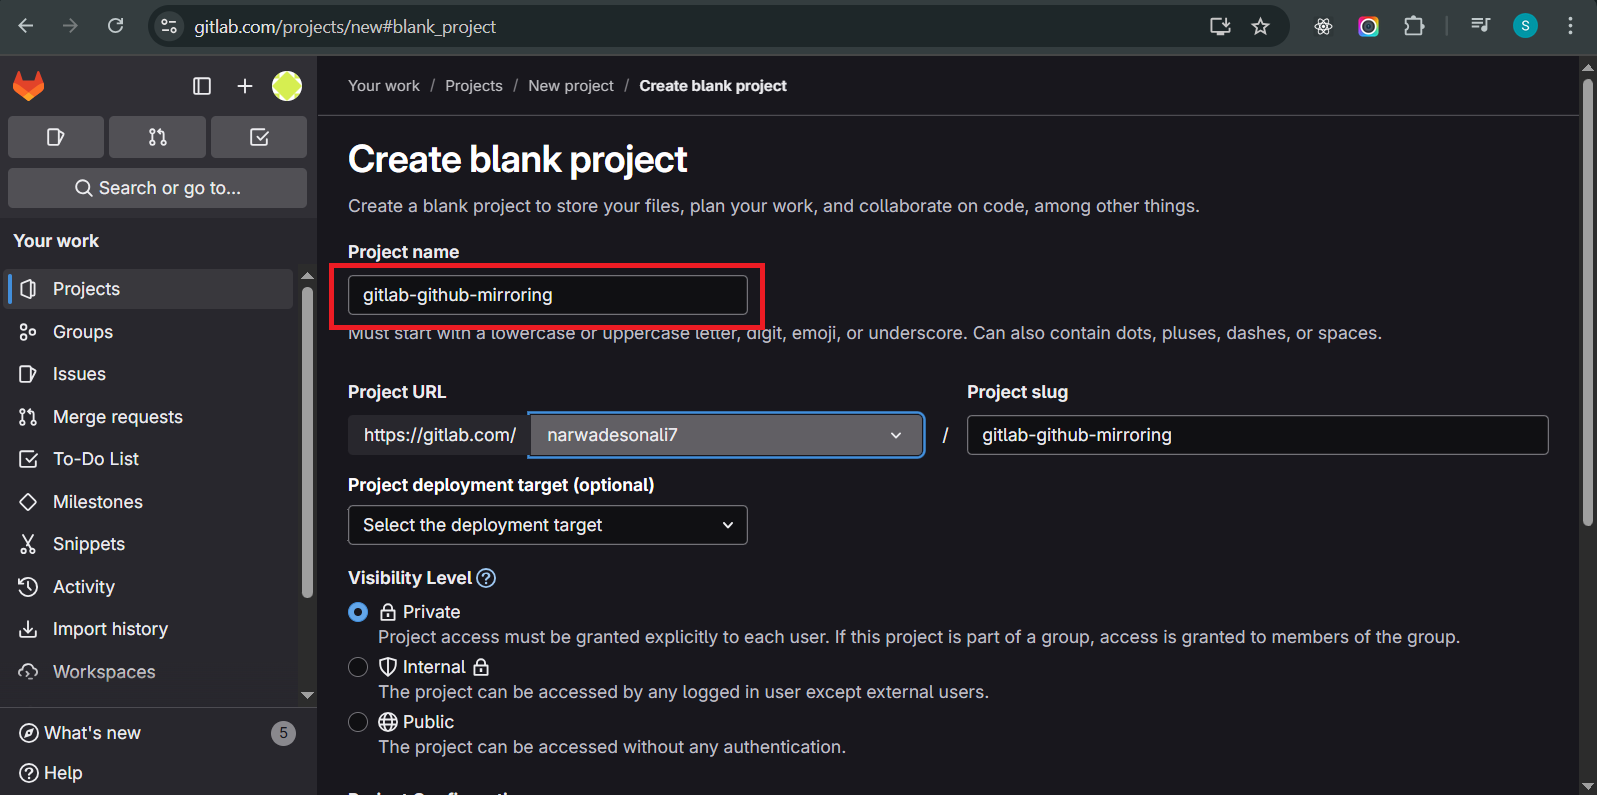 gitlab.com/projects/new#blank_project
S
Your work / Projects / New project / Create blank project
Search or go to...
Your work
Projects
Groups
Issues
Merge requests
To-Do List
Milestones
Snippets
Activity
Import history
Workspaces
What's new 5
Help
Create blank project
Create a blank project to store your files, plan your work, and collaborate on code, among other things.
Project name
gitlab-github-mirroring
Must start with a lowercase or uppercase letter, digit, emoji, or underscore. Can also contain dots, pluses, dashes, or spaces.
Project URL
https://gitlab.com/ narwadesonali7 /
Project slug
gitlab-github-mirroring
Project deployment target (optional)
Select the deployment target
Visibility Level ?
Private
Project access must be granted explicitly to each user. If this project is part of a group, access is granted to members of the group.
Internal
The project can be accessed by any logged in user except external users.
Public
The project can be accessed without any authentication.